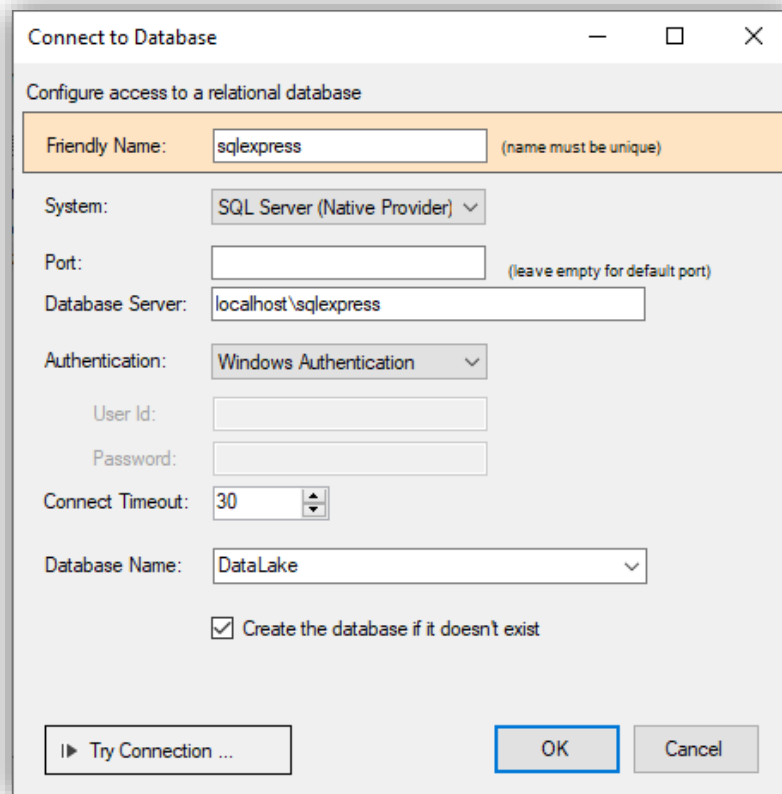 Connect to Database
Configure access to a relational database
Friendly Name: sqlexpress (name must be unique)
System: SQL Server (Native Provider)
Port: (leave empty for default port)
Database Server: localhost\sqlexpress
Authentication: Windows Authentication
User Id:
Password:
Connect Timeout: 30
Database Name: DataLake
Create the database if it doesn't exist
Try Connection ... OK Cancel